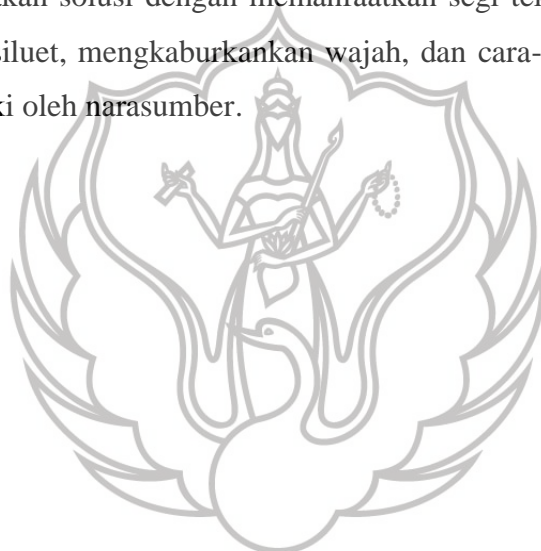 kan solusi dengan memanfaatkan segi
siluet, mengkaburkankan wajah, dan cara-
ki oleh narasumber.